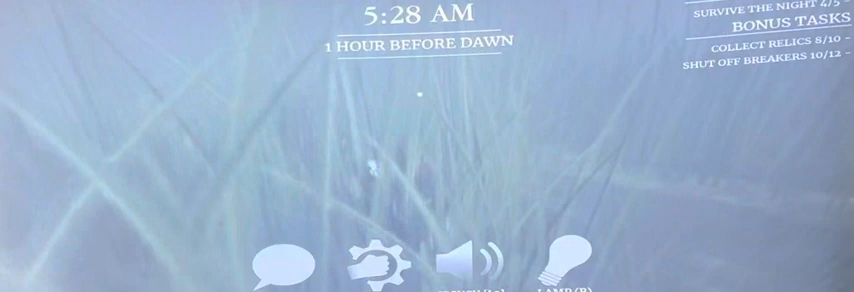 5:28 AM
1 HOUR BEFORE DAWN
SURVIVE THE NIGHT 4/5 -
BONUS TASKS
COLLECT RELICS 8/10 -
SHUT OFF BREAKERS 10/12 -
LAMP(B)